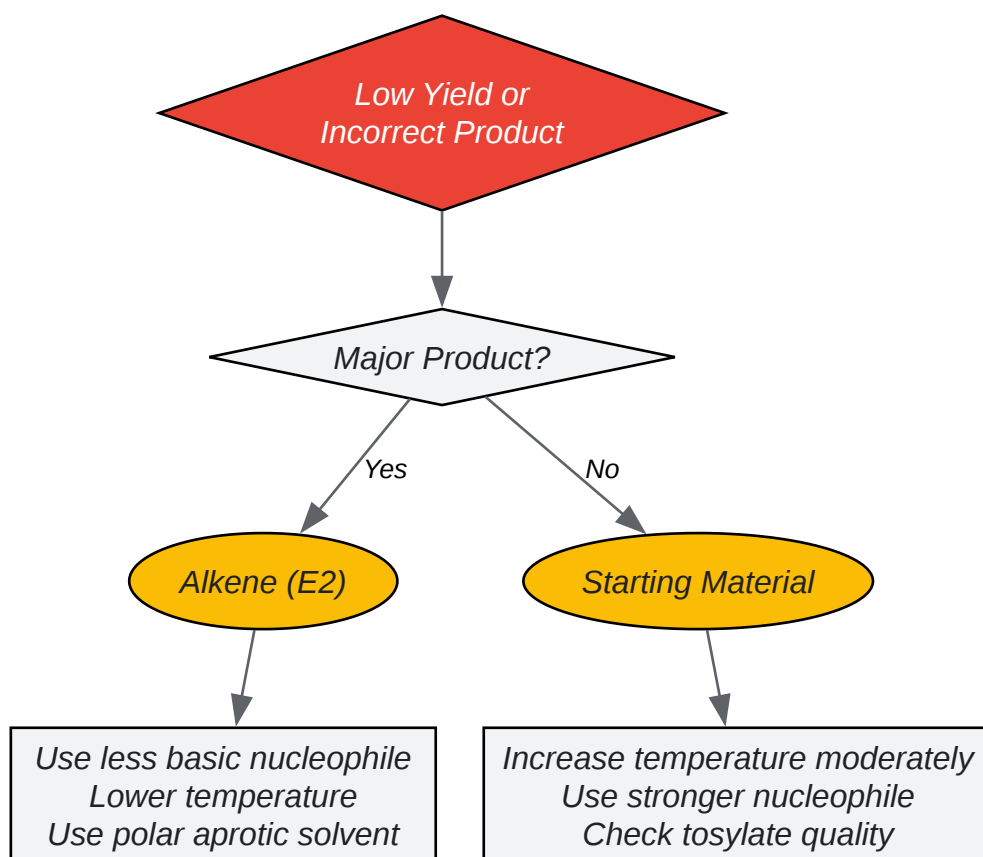 Low Yield or
Incorrect Product
Major Product?
Yes
No
Alkene (E2)
Starting Material
Use less basic nucleophile
Lower temperature
Use polar aprotic solvent
Increase temperature moderately
Use stronger nucleophile
Check tosylate quality